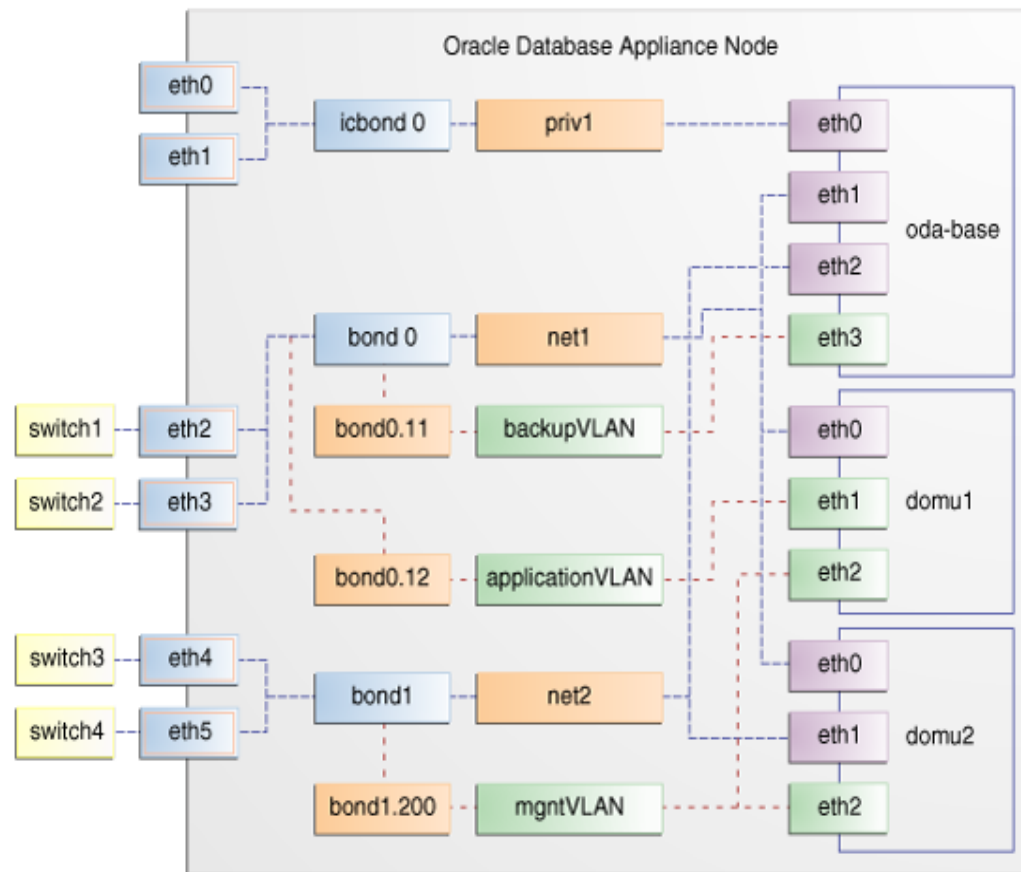 Oracle Database Appliance Node
eth0
icbond 0
priv1
eth0
eth1
eth1
oda-base
eth2
bond 0
net1
eth3
switch1
eth2
bond0.11
backupVLAN
eth0
switch2
eth3
eth1
domu1
bond0.12
applicationVLAN
eth2
switch3
eth4
eth0
bond1
net2
switch4
eth5
eth1
domu2
bond1.200
mgntVLAN
eth2